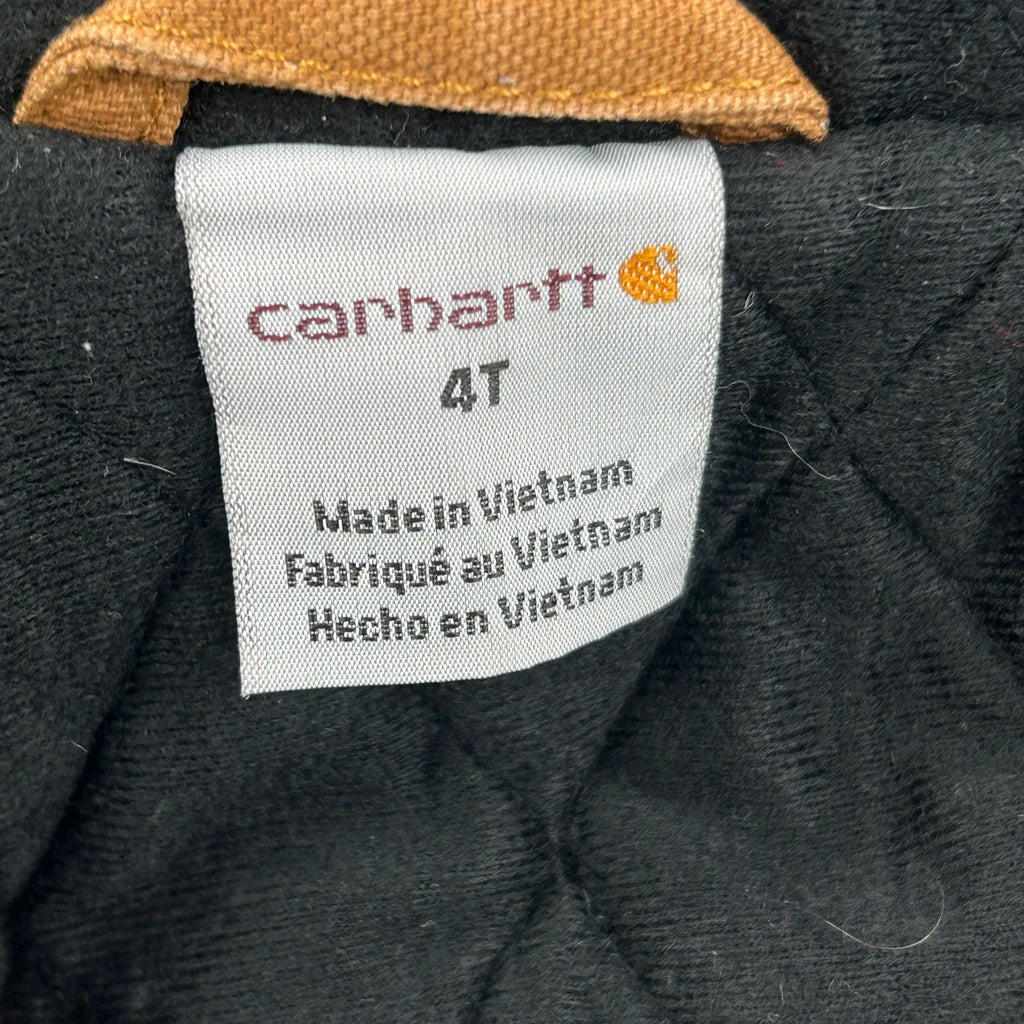 carhartt
4T
Made in Vietnam
Fabriqué au Vietnam
Hecho en Vietnam